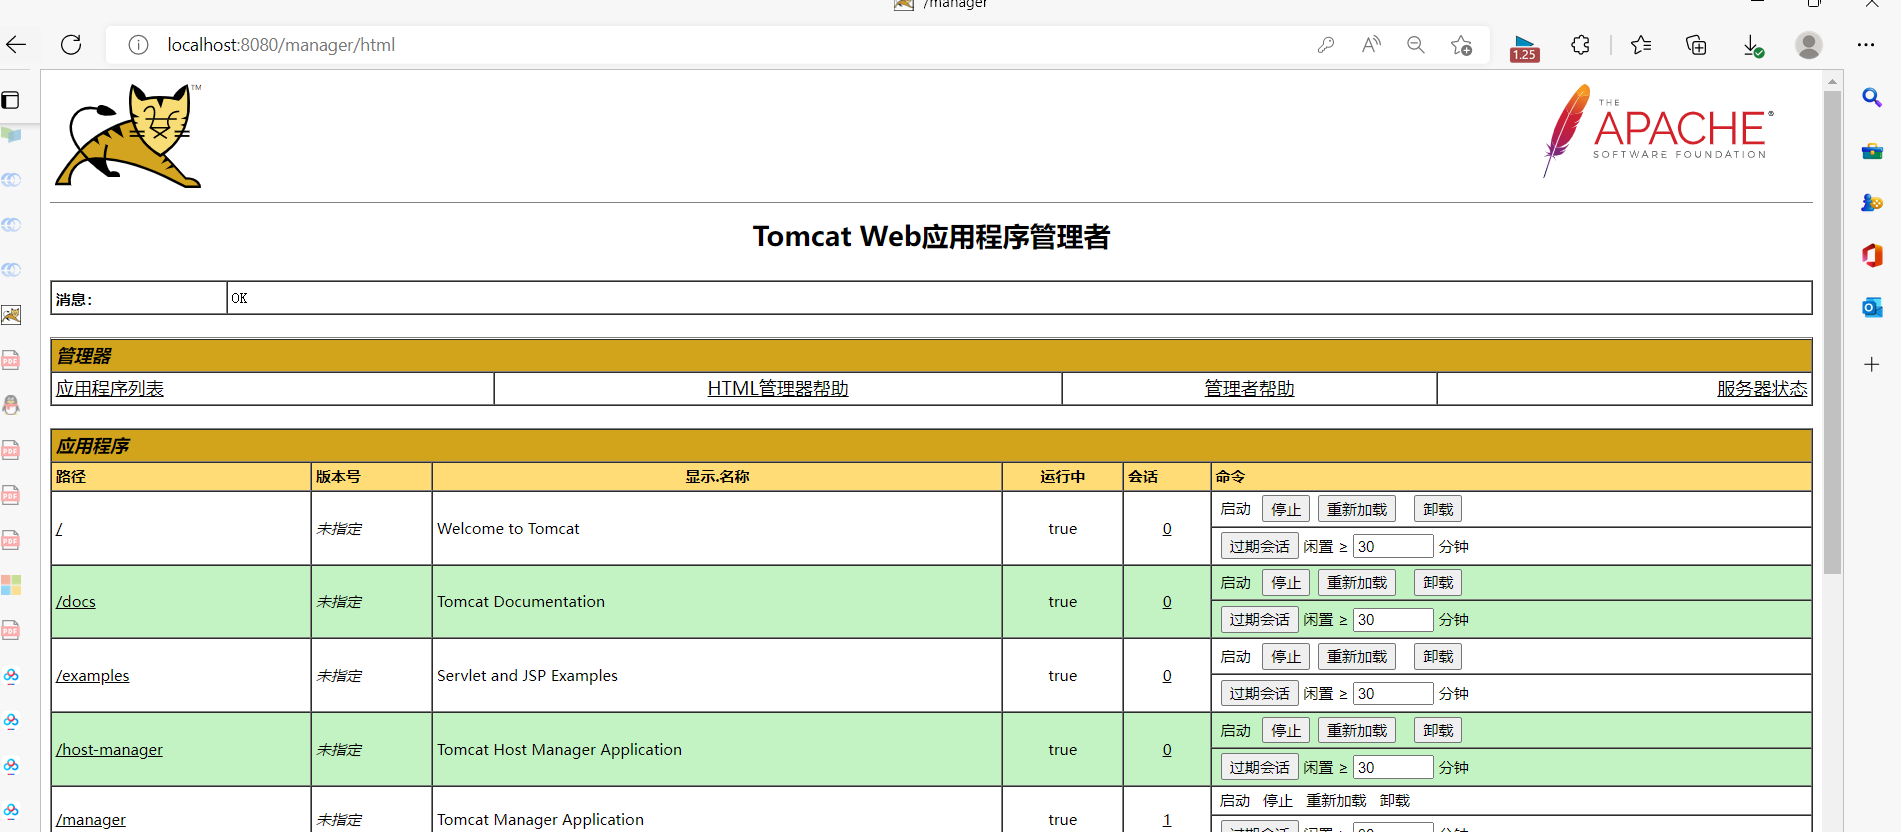 /manager
localhost:8080/manager/html
1.25
TM
THE
APACHE®
SOFTWARE FOUNDATION
Tomcat Web应用程序管理者
消息： OK
管理器
应用程序列表 HTML管理器帮助 管理者帮助 服务器状态
应用程序
路径 版本号 显示.名称 运行中 会话 命令
/ 未指定 Welcome to Tomcat true 0 启动 停止 重新加载 卸载
过期会话 闲置 ≥ 30 分钟
/docs 未指定 Tomcat Documentation true 0 启动 停止 重新加载 卸载
过期会话 闲置 ≥ 30 分钟
/examples 未指定 Servlet and JSP Examples true 0 启动 停止 重新加载 卸载
过期会话 闲置 ≥ 30 分钟
/host-manager 未指定 Tomcat Host Manager Application true 0 启动 停止 重新加载 卸载
过期会话 闲置 ≥ 30 分钟
/manager 未指定 Tomcat Manager Application true 1 启动 停止 重新加载 卸载